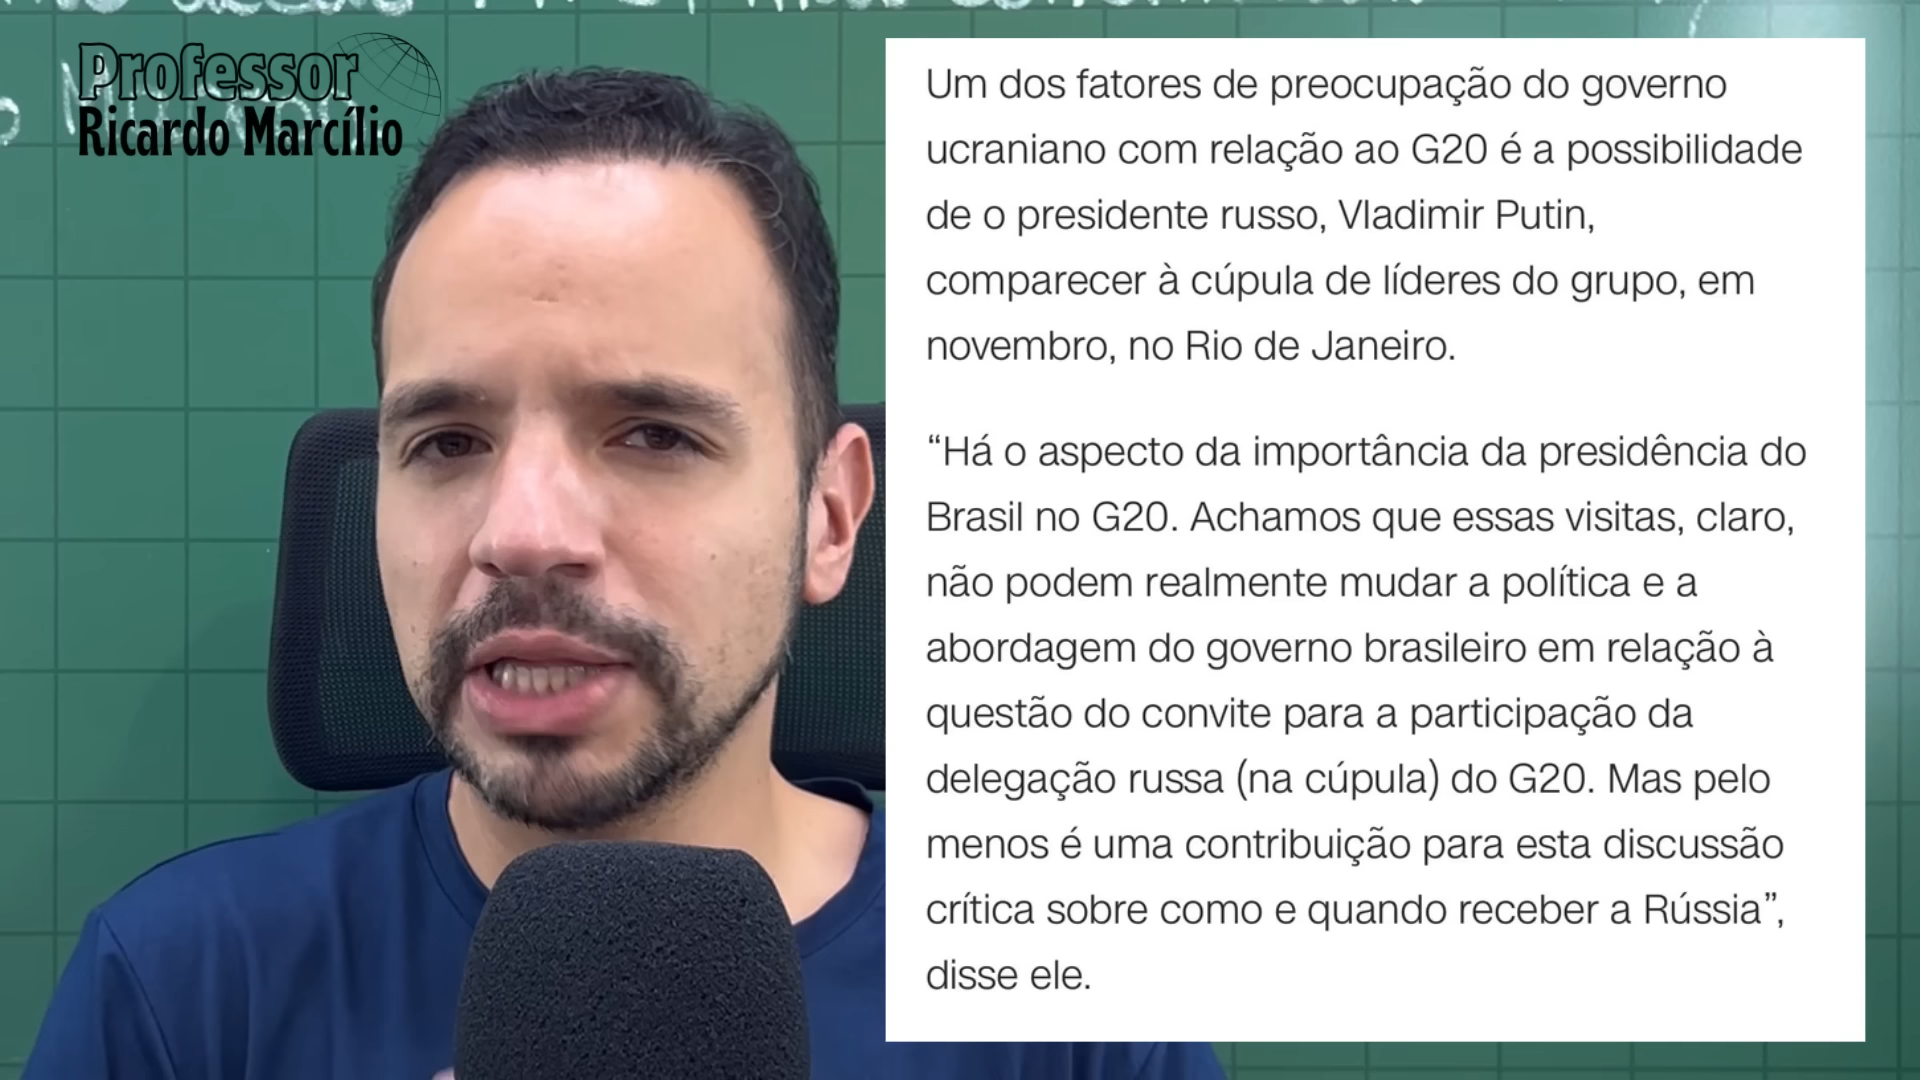 Professor
Ricardo Marcílio
Um dos fatores de preocupação do governo
ucraniano com relação ao G20 é a possibilidade
de o presidente russo, Vladimir Putin,
comparecer à cúpula de líderes do grupo, em
novembro, no Rio de Janeiro.
“Há o aspecto da importância da presidência do
Brasil no G20. Achamos que essas visitas, claro,
não podem realmente mudar a política e a
abordagem do governo brasileiro em relação à
questão do convite para a participação da
delegação russa (na cúpula) do G20. Mas pelo
menos é uma contribuição para esta discussão
crítica sobre como e quando receber a Rússia”,
disse ele.